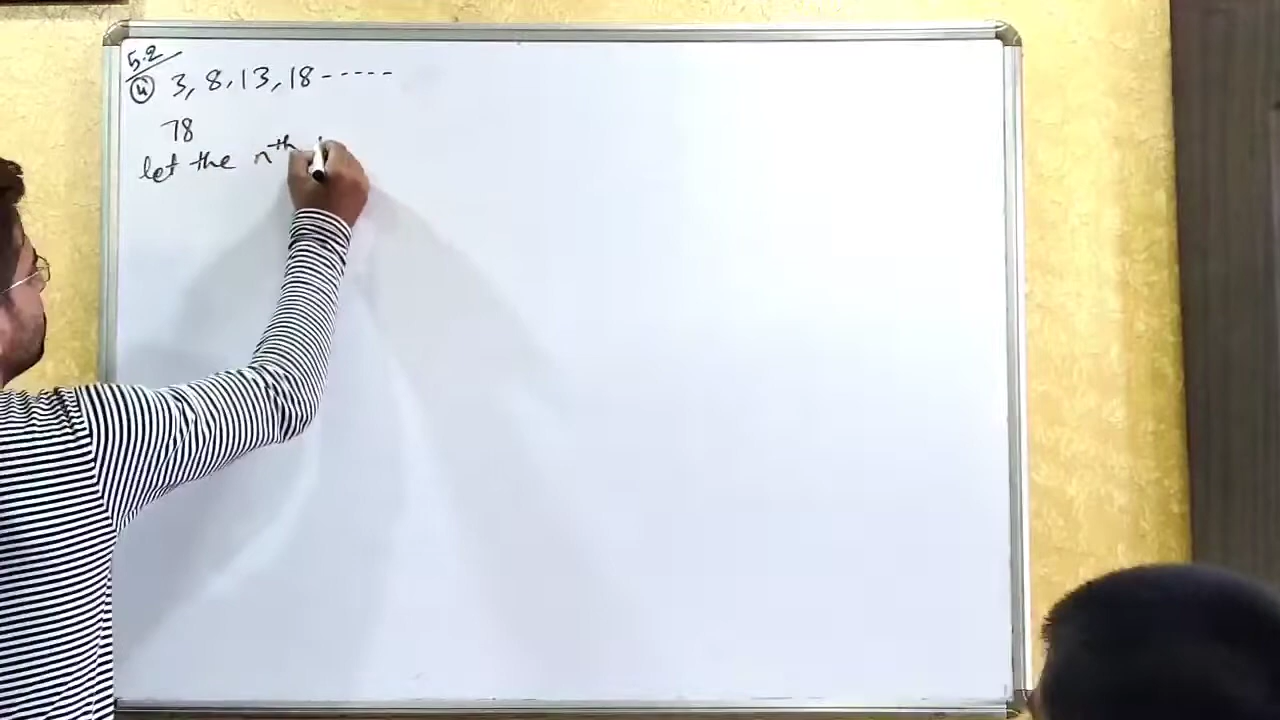 5.2
④ 3, 8, 13, 18 -----
78
let the nth